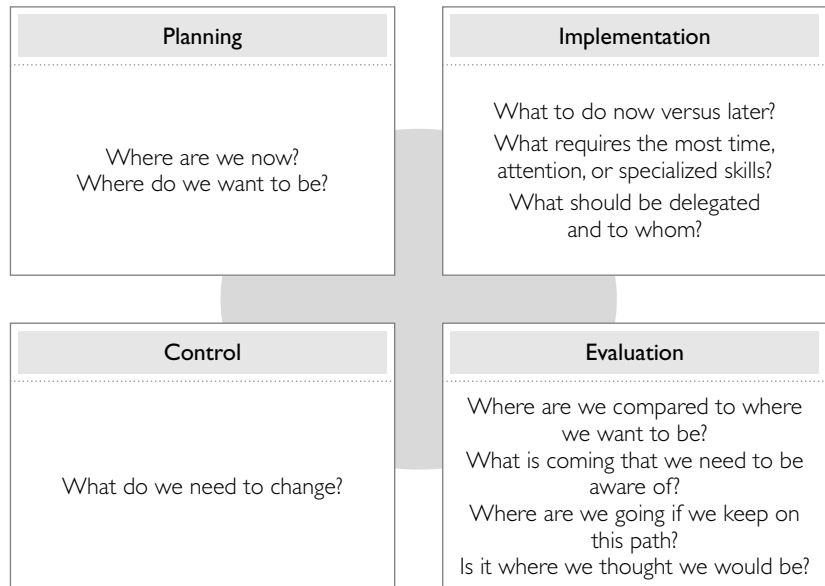 Planning
Where are we now?
Where do we want to be?
Implementation
What to do now versus later?
What requires the most time,
attention, or specialized skills?
What should be delegated
and to whom?
Control
What do we need to change?
Evaluation
Where are we compared to where
we want to be?
What is coming that we need to be
aware of?
Where are we going if we keep on
this path?
Is it where we thought we would be?